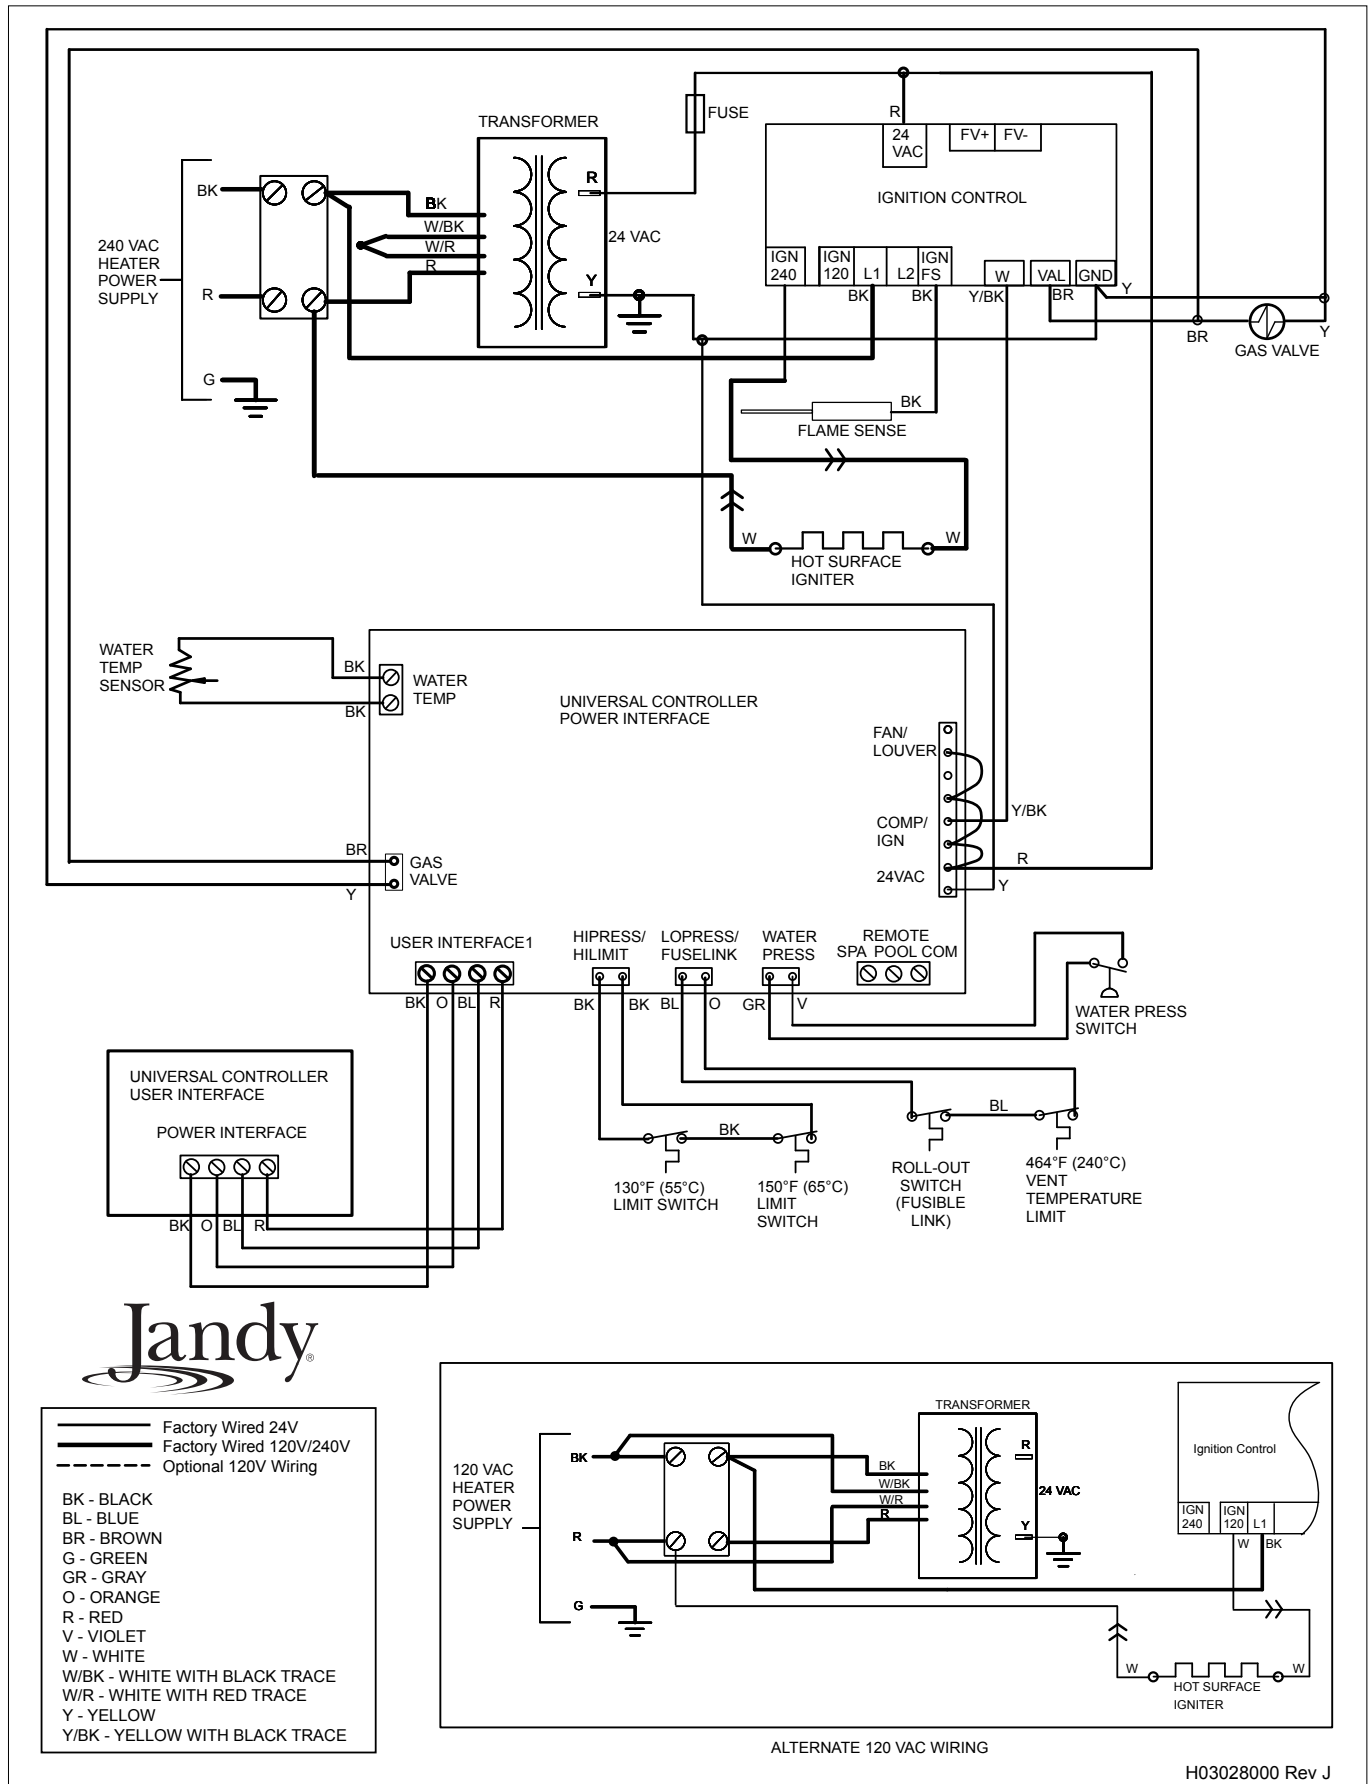 FUSE
TRANSFORMER
R
24
VAC
FV+
FV-
IGNITION CONTROL
BK
R
BK
W/BK
W/R
R
24 VAC
240 VAC
HEATER
POWER
SUPPLY
R
Y
G
IGN
240
IGN
120
L1
L2
IGN
FS
W
VAL
GND
BK
BK
Y/BK
BR
Y
BR
Y
GAS VALVE
BK
FLAME SENSE
W
W
HOT SURFACE
IGNITER
WATER
TEMP
SENSOR
BK
BK
WATER
TEMP
UNIVERSAL CONTROLLER
POWER INTERFACE
FAN/
LOUVER
COMP/
IGN
24VAC
Y/BK
R
Y
BR
Y
GAS
VALVE
USER INTERFACE1
HIPRESS/
HILIMIT
LOPRESS/
FUSELINK
WATER
PRESS
REMOTE
SPA POOL COM
BK O BL R
BK BK BL O GR V
WATER PRESS
SWITCH
UNIVERSAL CONTROLLER
USER INTERFACE
POWER INTERFACE
BK O BL R
BK
BL
130°F (55°C)
LIMIT SWITCH
150°F (65°C)
LIMIT
SWITCH
ROLL-OUT
SWITCH
(FUSIBLE
LINK)
464°F (240°C)
VENT
TEMPERATURE
LIMIT
Jandy®
Factory Wired 24V
Factory Wired 120V/240V
Optional 120V Wiring
BK - BLACK
BL - BLUE
BR - BROWN
G - GREEN
GR - GRAY
O - ORANGE
R - RED
V - VIOLET
W - WHITE
W/BK - WHITE WITH BLACK TRACE
W/R - WHITE WITH RED TRACE
Y - YELLOW
Y/BK - YELLOW WITH BLACK TRACE
120 VAC
HEATER
POWER
SUPPLY
BK
R
G
TRANSFORMER
BK
W/BK
W/R
R
R
24 VAC
Y
Ignition Control
IGN
240
IGN
120
L1
W
BK
W
W
HOT SURFACE
IGNITER
ALTERNATE 120 VAC WIRING
H03028000 Rev J